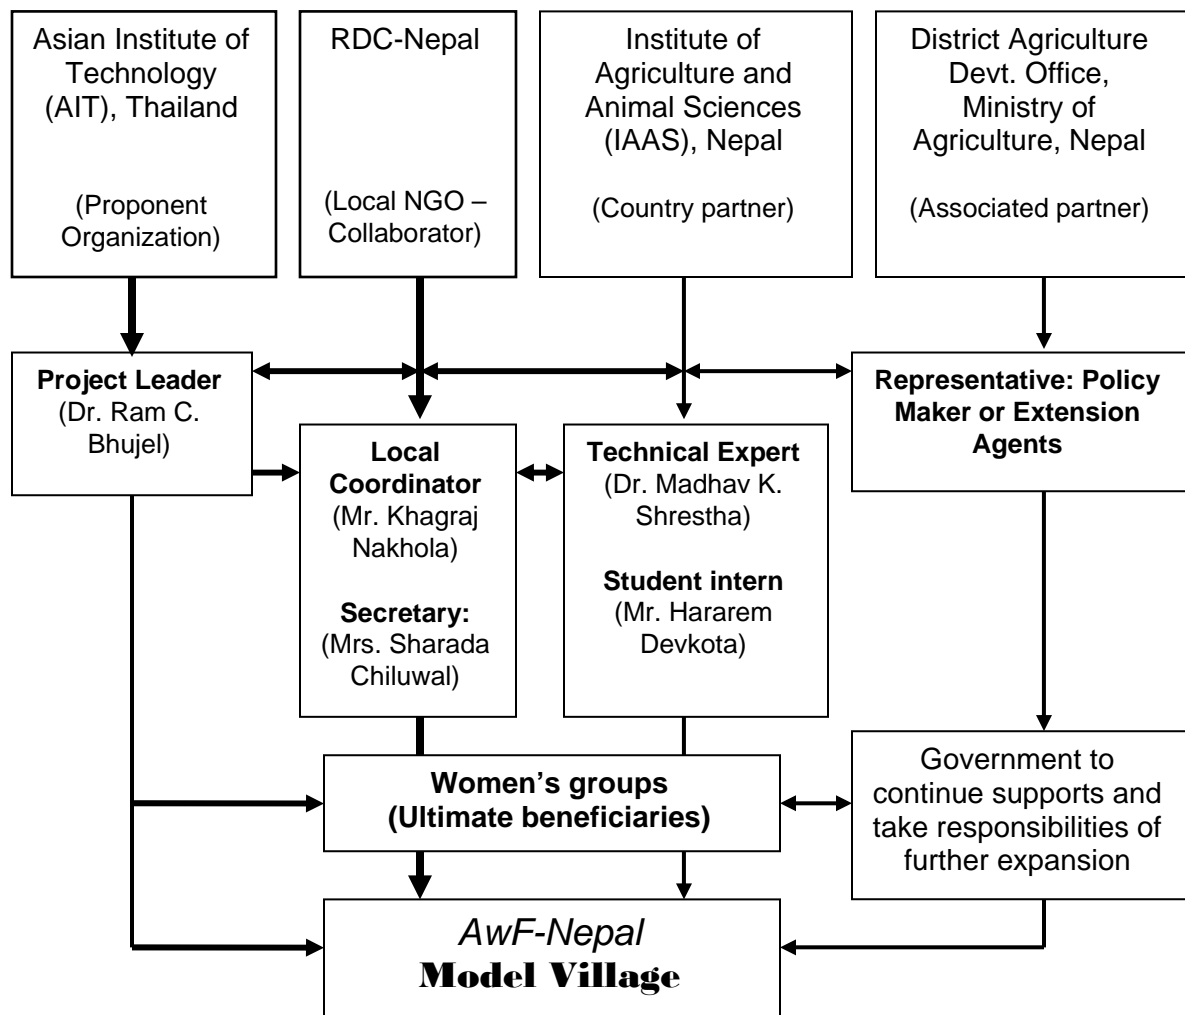 Asian Institute of
Technology
(AIT), Thailand
(Proponent
Organization)
RDC-Nepal
(Local NGO –
Collaborator)
Institute of
Agriculture and
Animal Sciences
(IAAS), Nepal
(Country partner)
District Agriculture
Devt. Office,
Ministry of
Agriculture, Nepal
(Associated partner)
Project Leader
(Dr. Ram C.
Bhujel)
Local
Coordinator
(Mr. Khagraj
Nakhola)
Secretary:
(Mrs. Sharada
Chiluwal)
Technical Expert
(Dr. Madhav K.
Shrestha)
Student intern
(Mr. Hararem
Devkota)
Representative: Policy
Maker or Extension
Agents
Women’s groups
(Ultimate beneficiaries)
Government to
continue supports and
take responsibilities of
further expansion
AwF-Nepal
Model Village